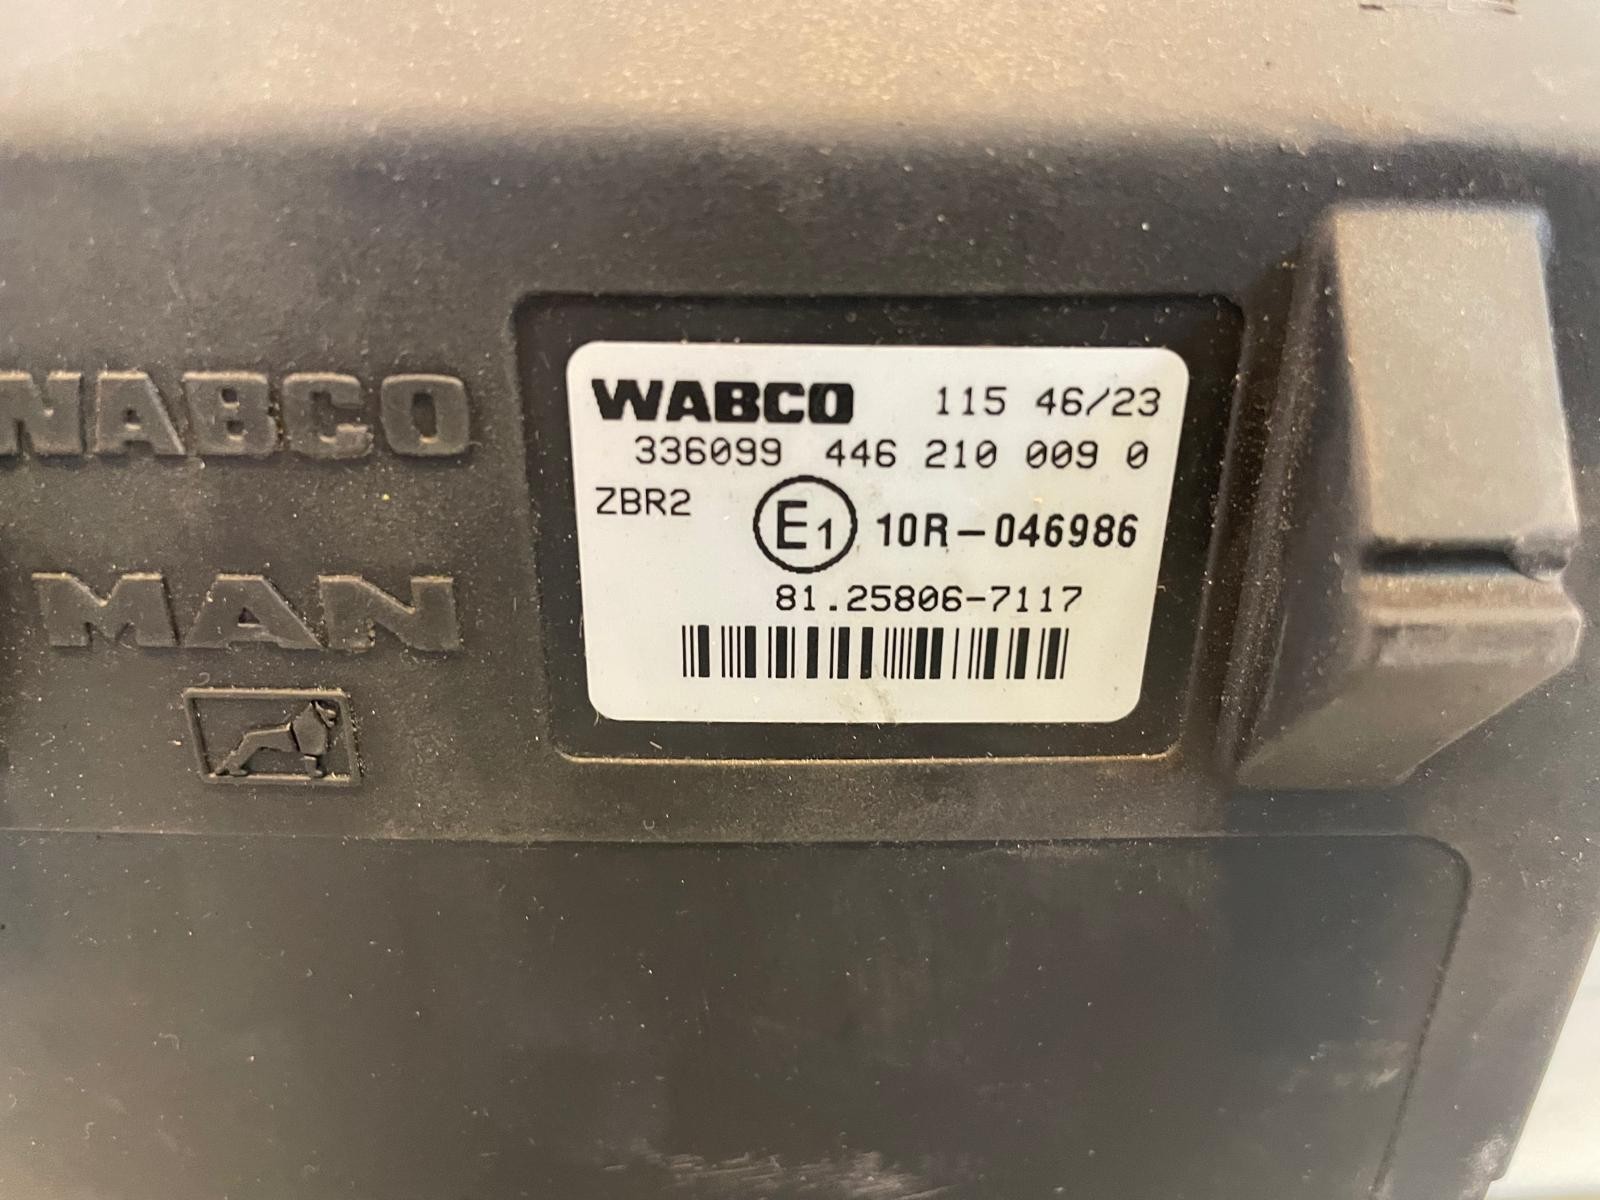 WABCO
MAN
WABCO 115 46/23
336099 446 210 009 0
ZBR2 E1 10R-046986
81.25806-7117